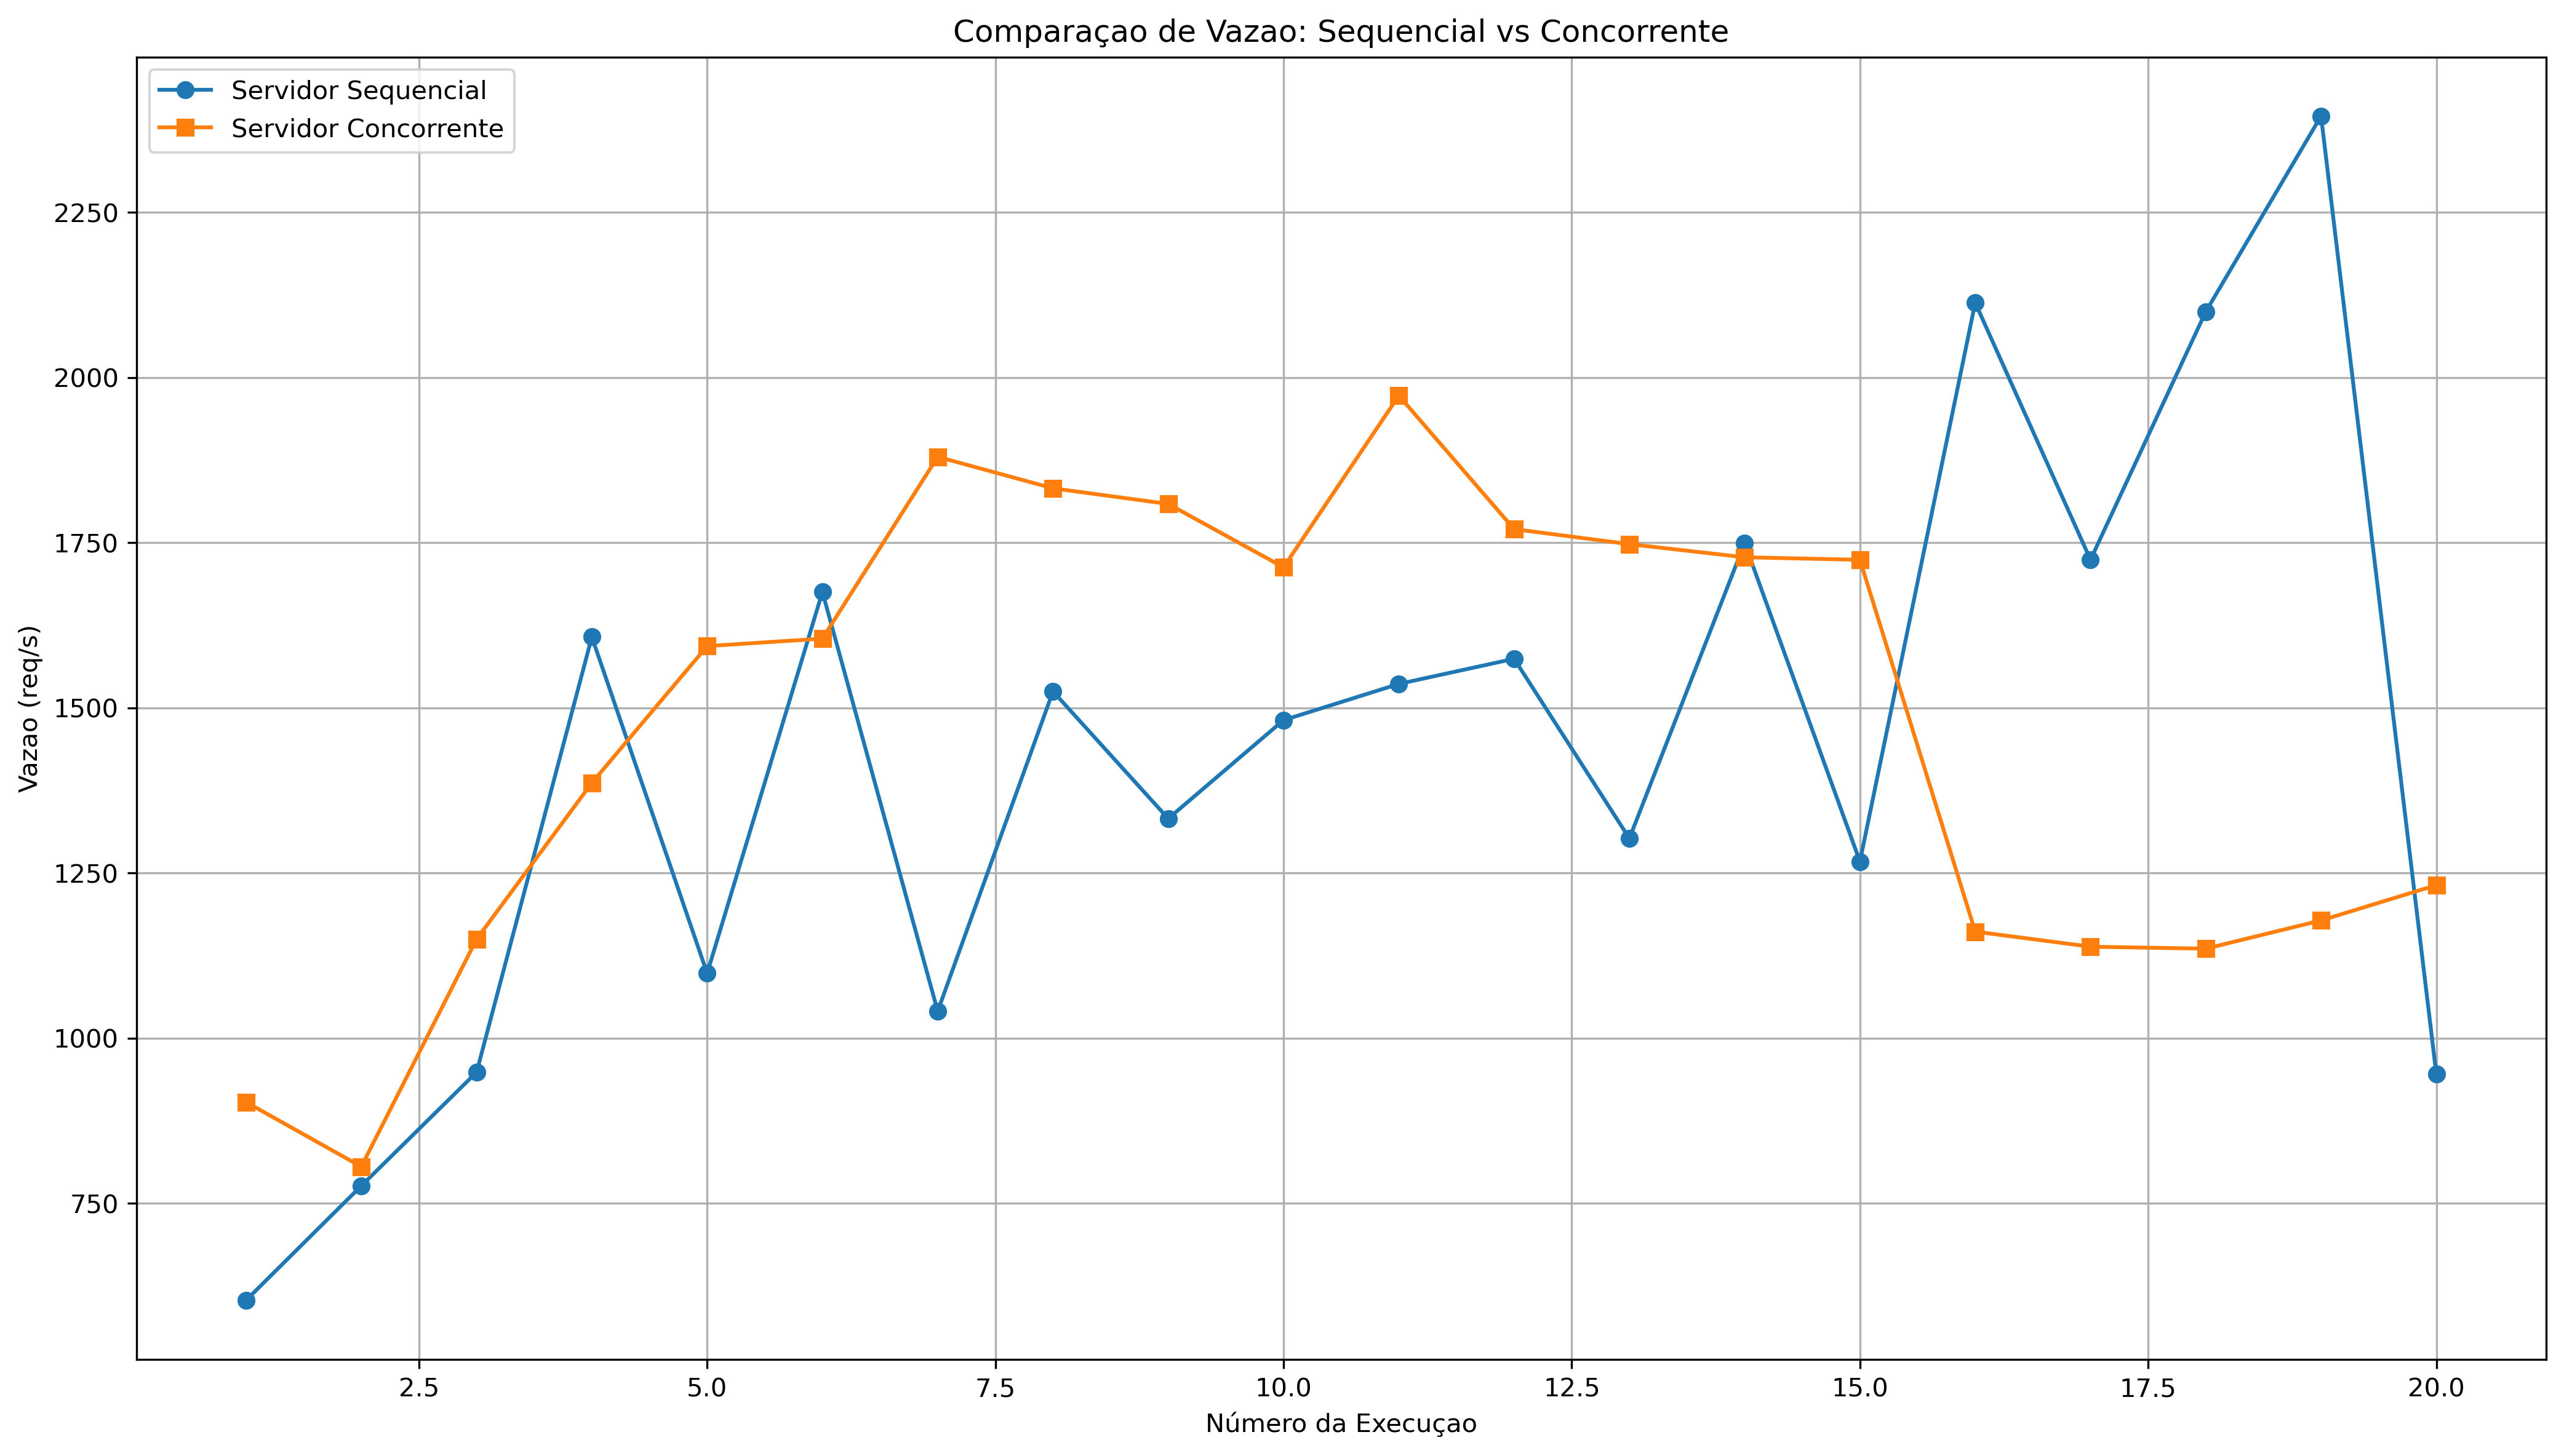 Comparaçao de Vazao: Sequencial vs Concorrente
Servidor Sequencial
Servidor Concorrente
Vazao (req/s)
2250
2000
1750
1500
1250
1000
750
2.5 5.0 7.5 10.0 12.5 15.0 17.5 20.0
Número da Execuçao